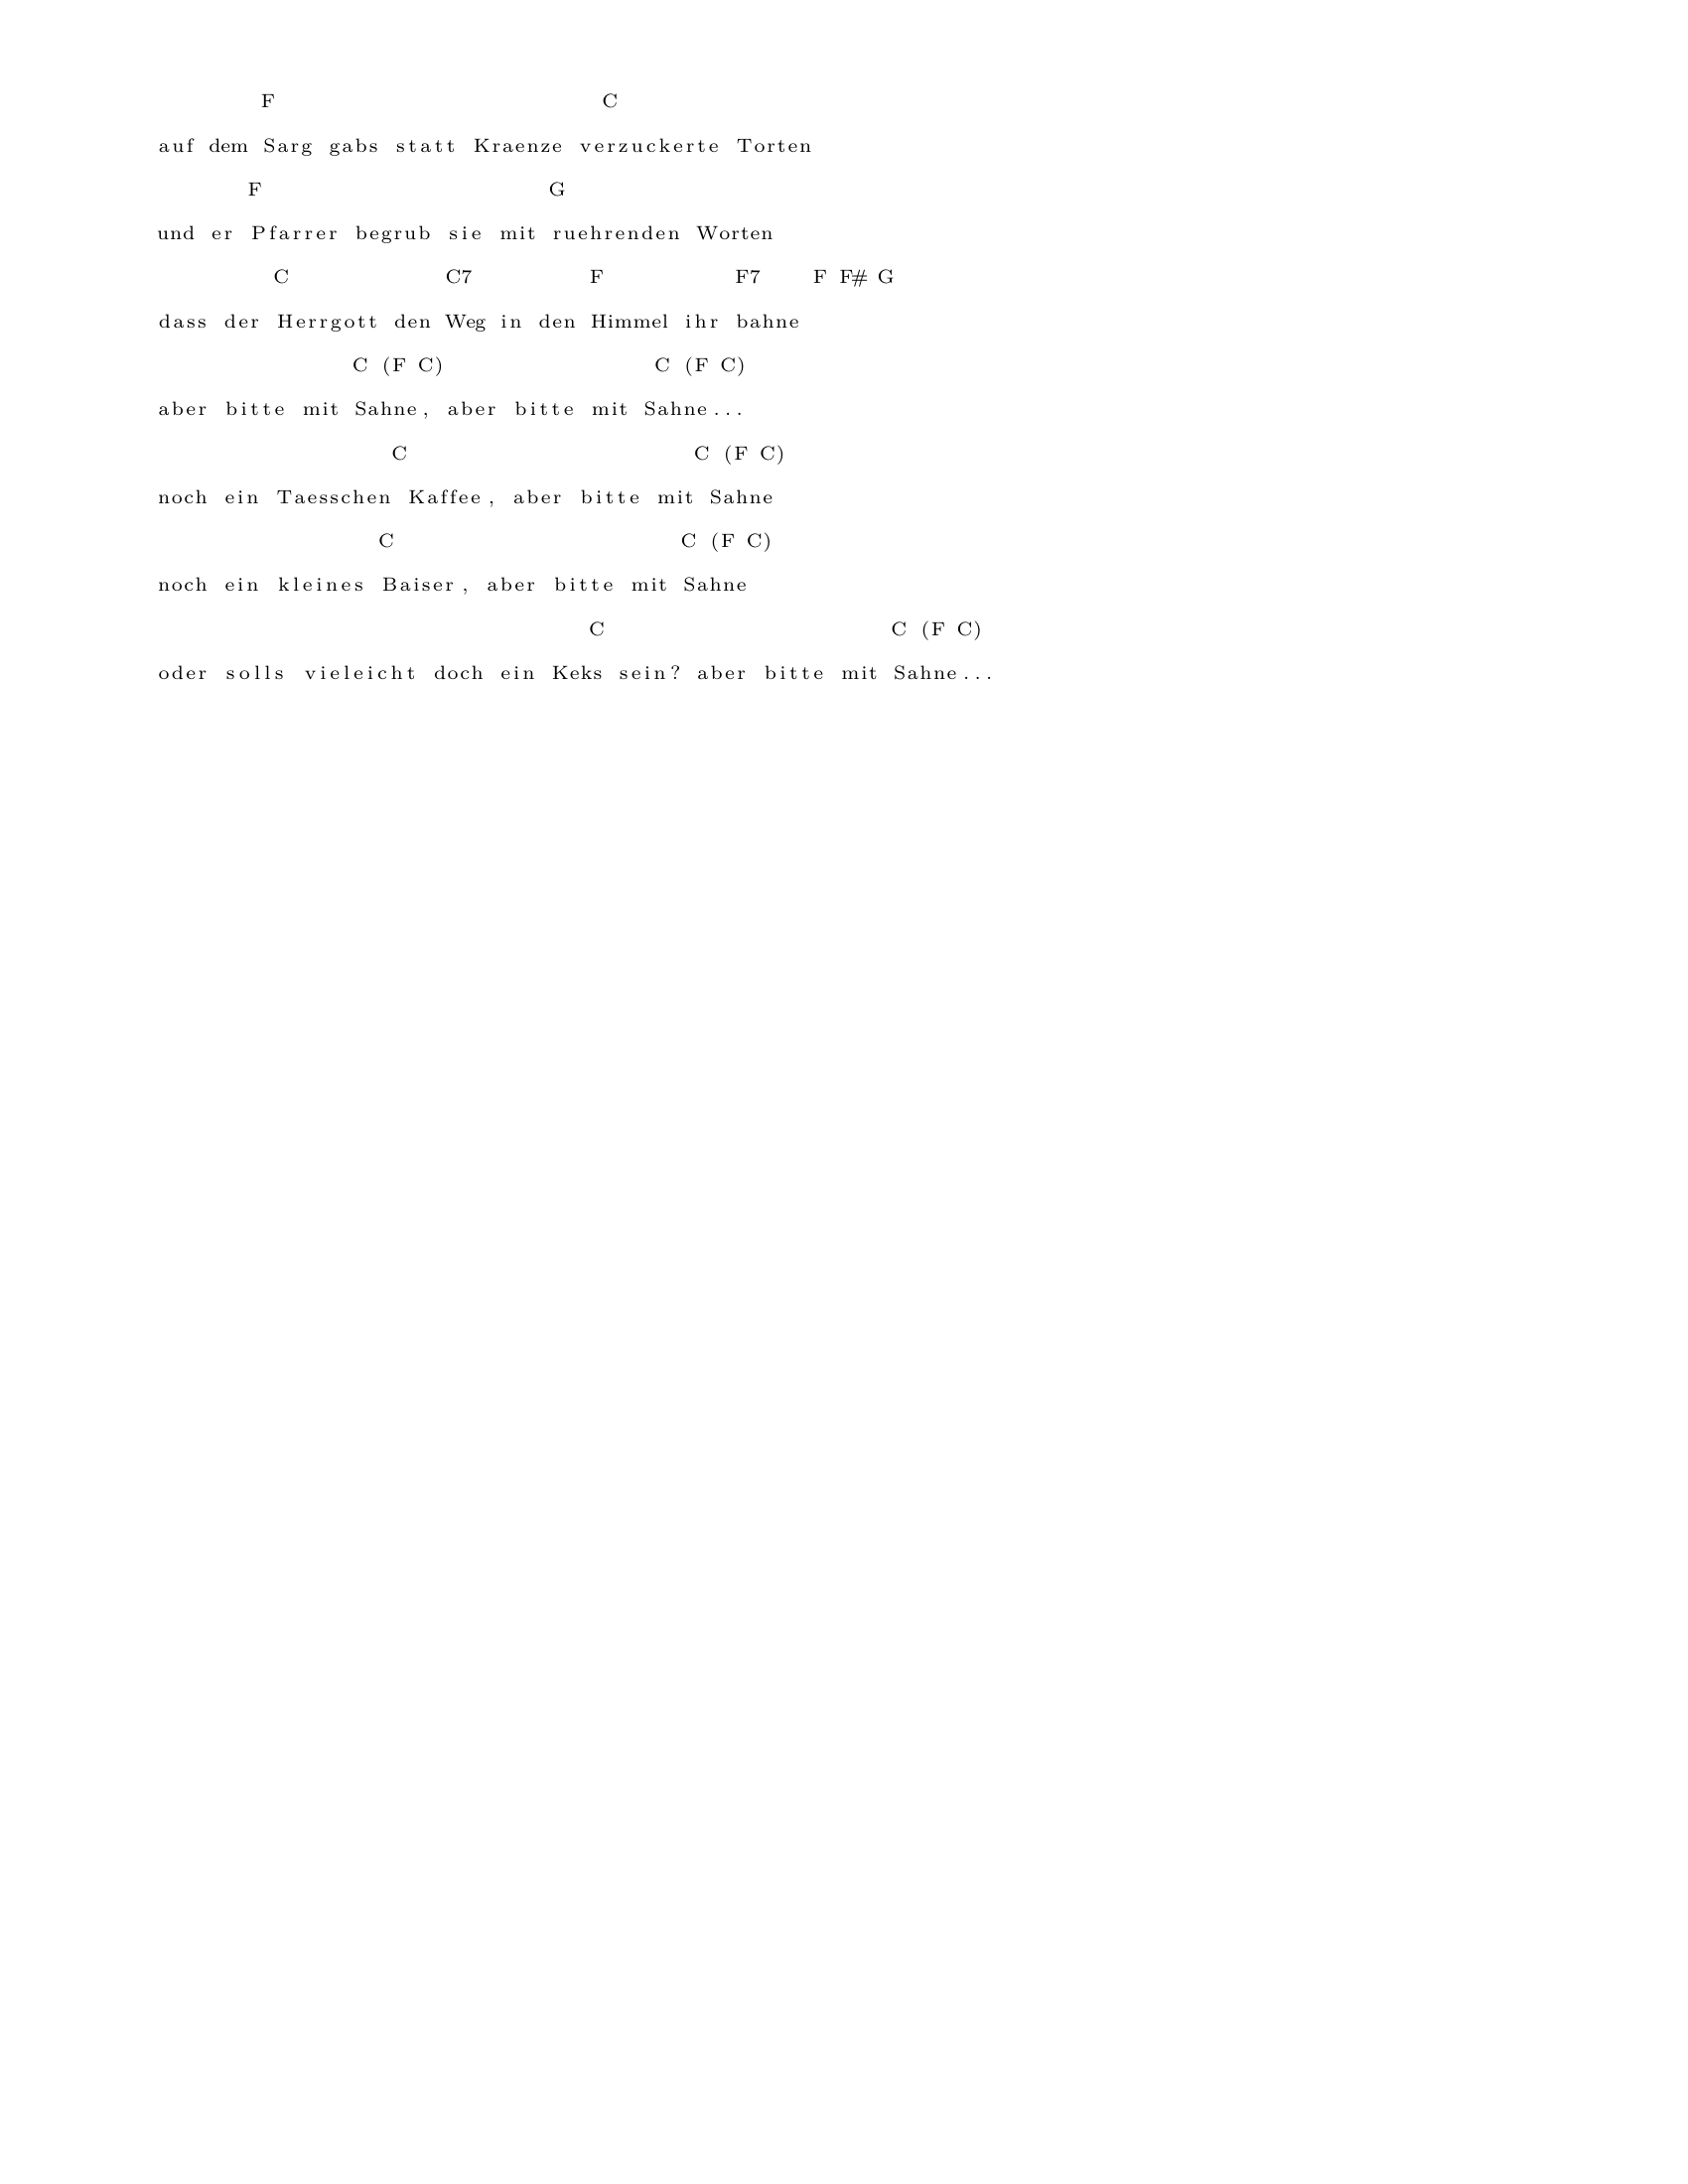 F C
auf dem Sarg gabs statt Kraenze verzuckerte Torten
F G
und er Pfarrer begrub sie mit ruehrenden Worten
C C7 F F7 F F# G
dass der Herrgott den Weg in den Himmel ihr bahne
C (F C) C (F C)
aber bitte mit Sahne, aber bitte mit Sahne...
C C (F C)
noch ein Taesschen Kaffee, aber bitte mit Sahne
C C (F C)
noch ein kleines Baiser, aber bitte mit Sahne
C C (F C)
oder solls vieleicht doch ein Keks sein? aber bitte mit Sahne...